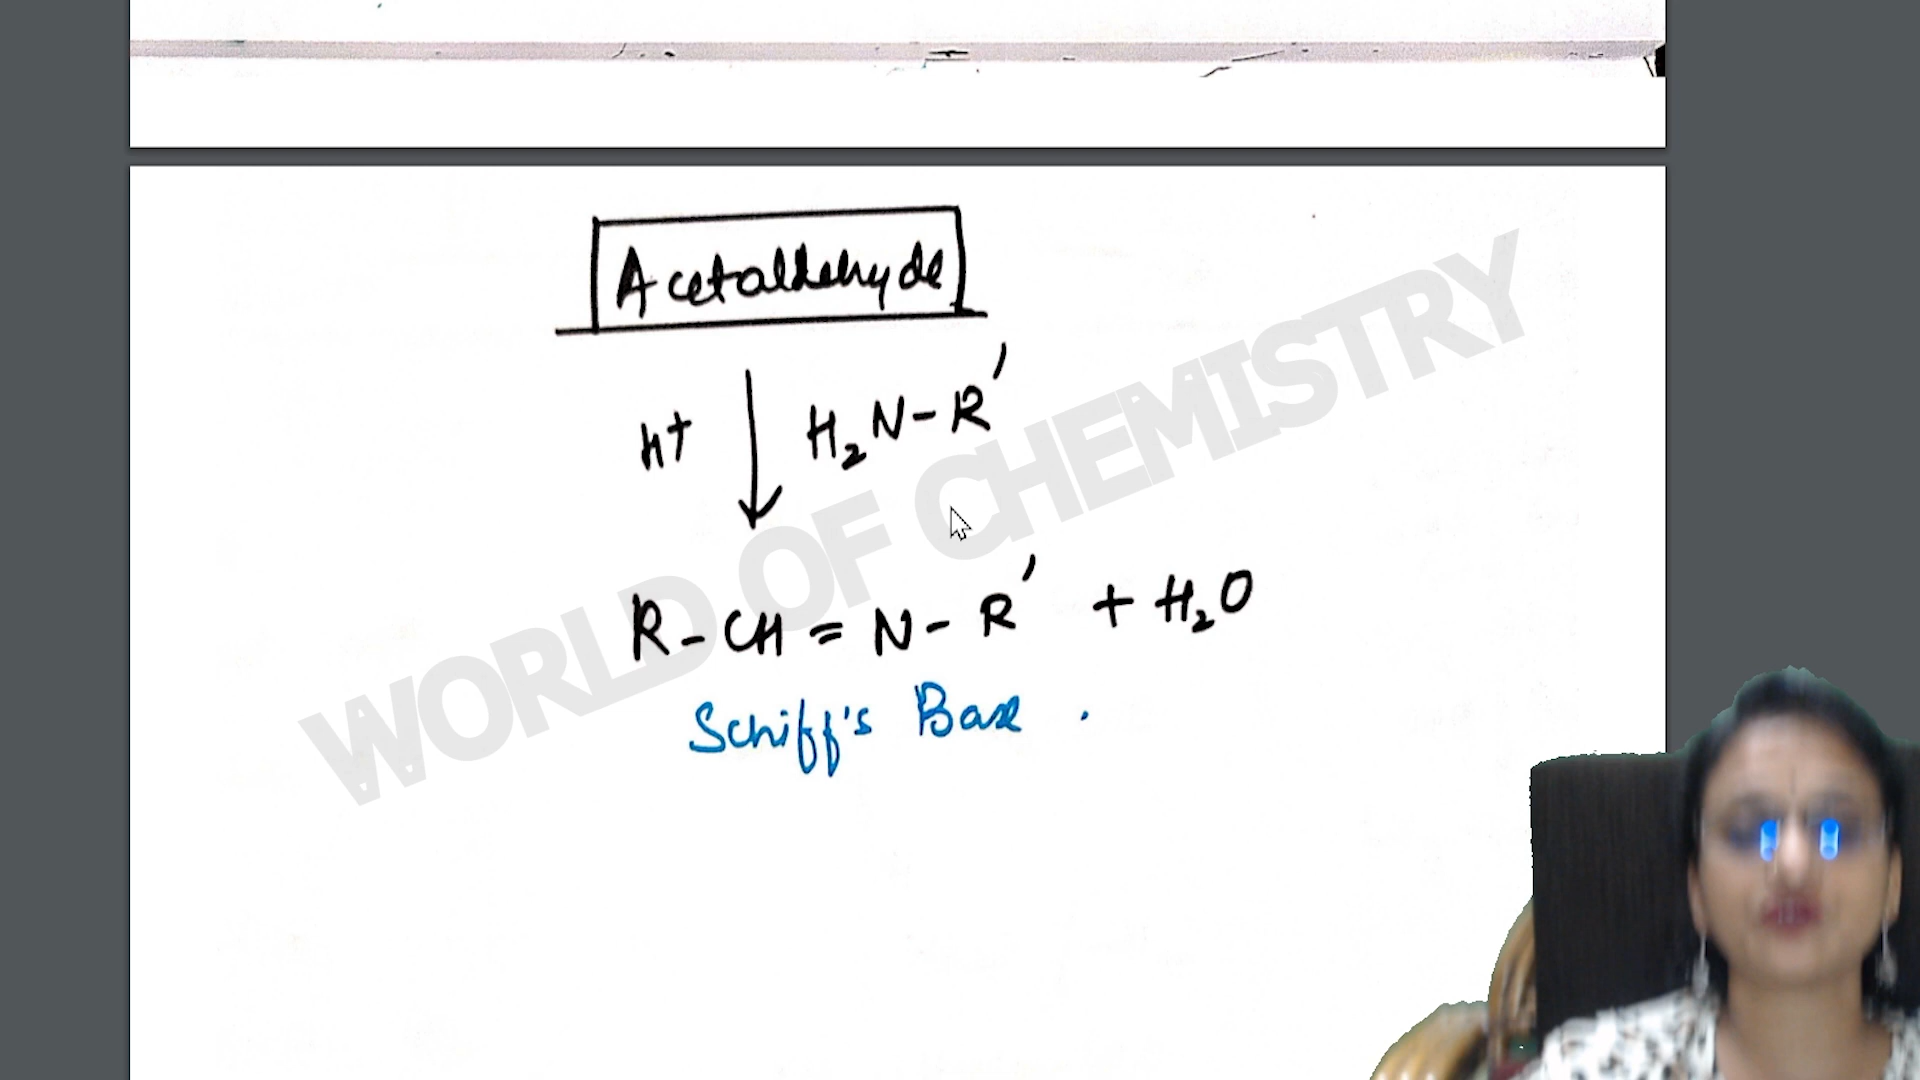 Acetaldehyde
H+ H₂N-R'
R-CH=N-R' + H₂O
Schiff's Base.
WORLD OF CHEMISTRY